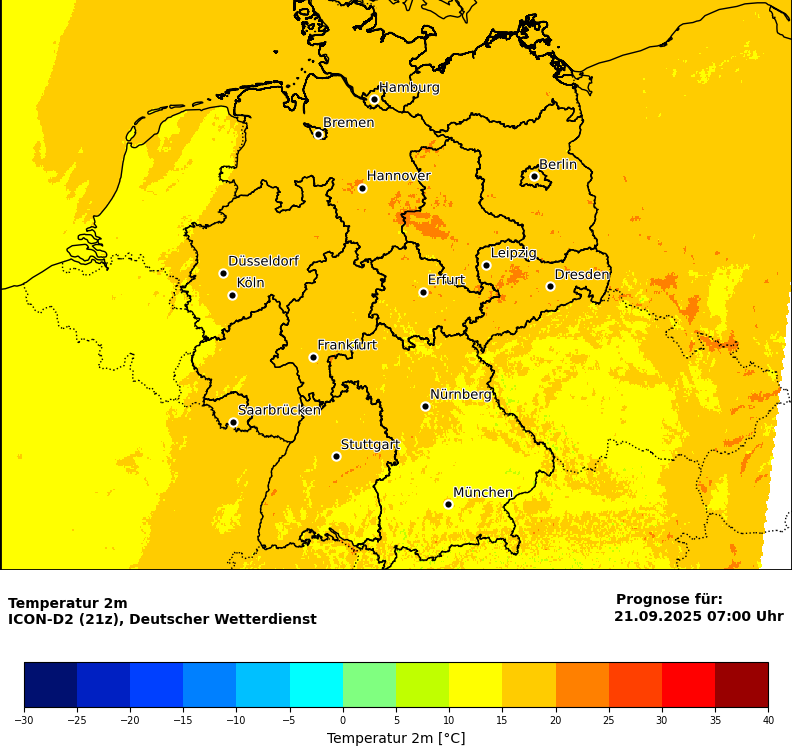 Hamburg
Bremen
Berlin
Hannover
Leipzig
Düsseldorf
Dresden
Köln
Erfurt
Frankfurt
Nürnberg
Saarbrücken
Stuttgart
München
Temperatur 2m
ICON-D2 (21z), Deutscher Wetterdienst
Prognose für:
21.09.2025 07:00 Uhr
−30 −25 −20 −15 −10 −5 0 5 10 15 20 25 30 35 40
Temperatur 2m [°C]